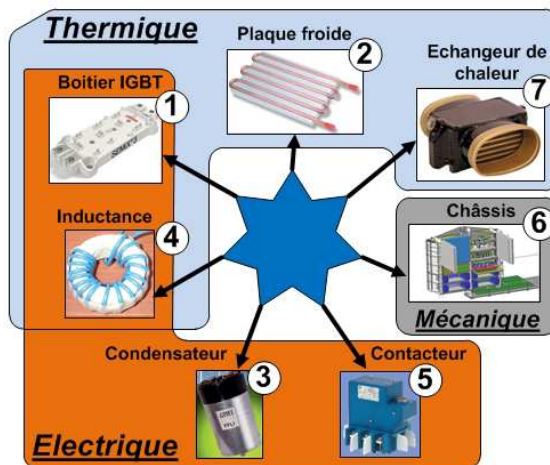 Thermique
Plaque froide
2
Echangeur de
chaleur
7
Boitier IGBT
1
Inductance
4
Châssis
6
Mécanique
Condensateur
3
Contacteur
5
Electrique